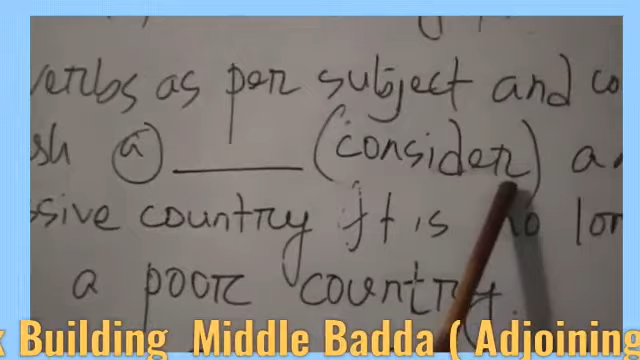 verbs as per subject and co
sh (a) ______ (consider) a
ssive country. It is no lon
a poor country.
k Building Middle Badda ( Adjoining